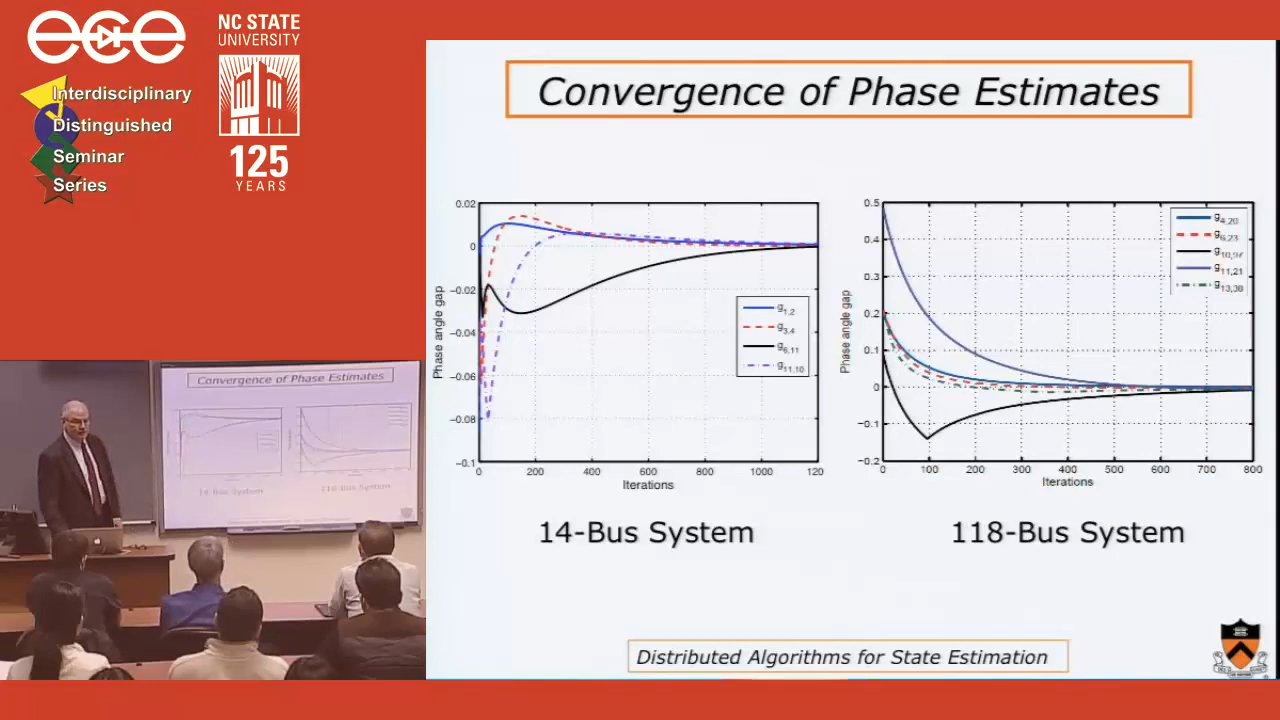 ece
NC STATE
UNIVERSITY
125
YEARS
Interdisciplinary
Distinguished
Seminar
Series
Convergence of Phase Estimates
0.02
0
−0.02
−0.04
−0.06
−0.08
−0.1
Phase angle gap
0
200
400
600
800
1000
120
Iterations
g1,2
g3,4
g6,11
g11,10
14-Bus System
0.5
0.4
0.3
0.2
0.1
0
−0.1
−0.2
Phase angle gap
0
100
200
300
400
500
600
700
800
Iterations
g4,20
g6,23
g10,97
g11,21
g13,38
118-Bus System
Distributed Algorithms for State Estimation
Convergence of Phase Estimates
14-Bus System
118-Bus System